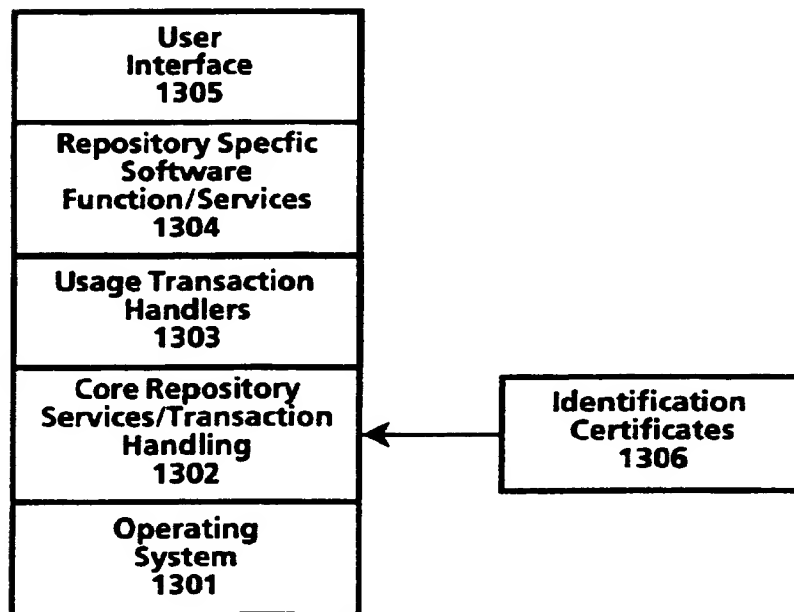 User
Interface
1305
Repository Specfic
Software
Function/Services
1304
Usage Transaction
Handlers
1303
Core Repository
Services/Transaction
Handling
1302
Identification
Certificates
1306
Operating
System
1301